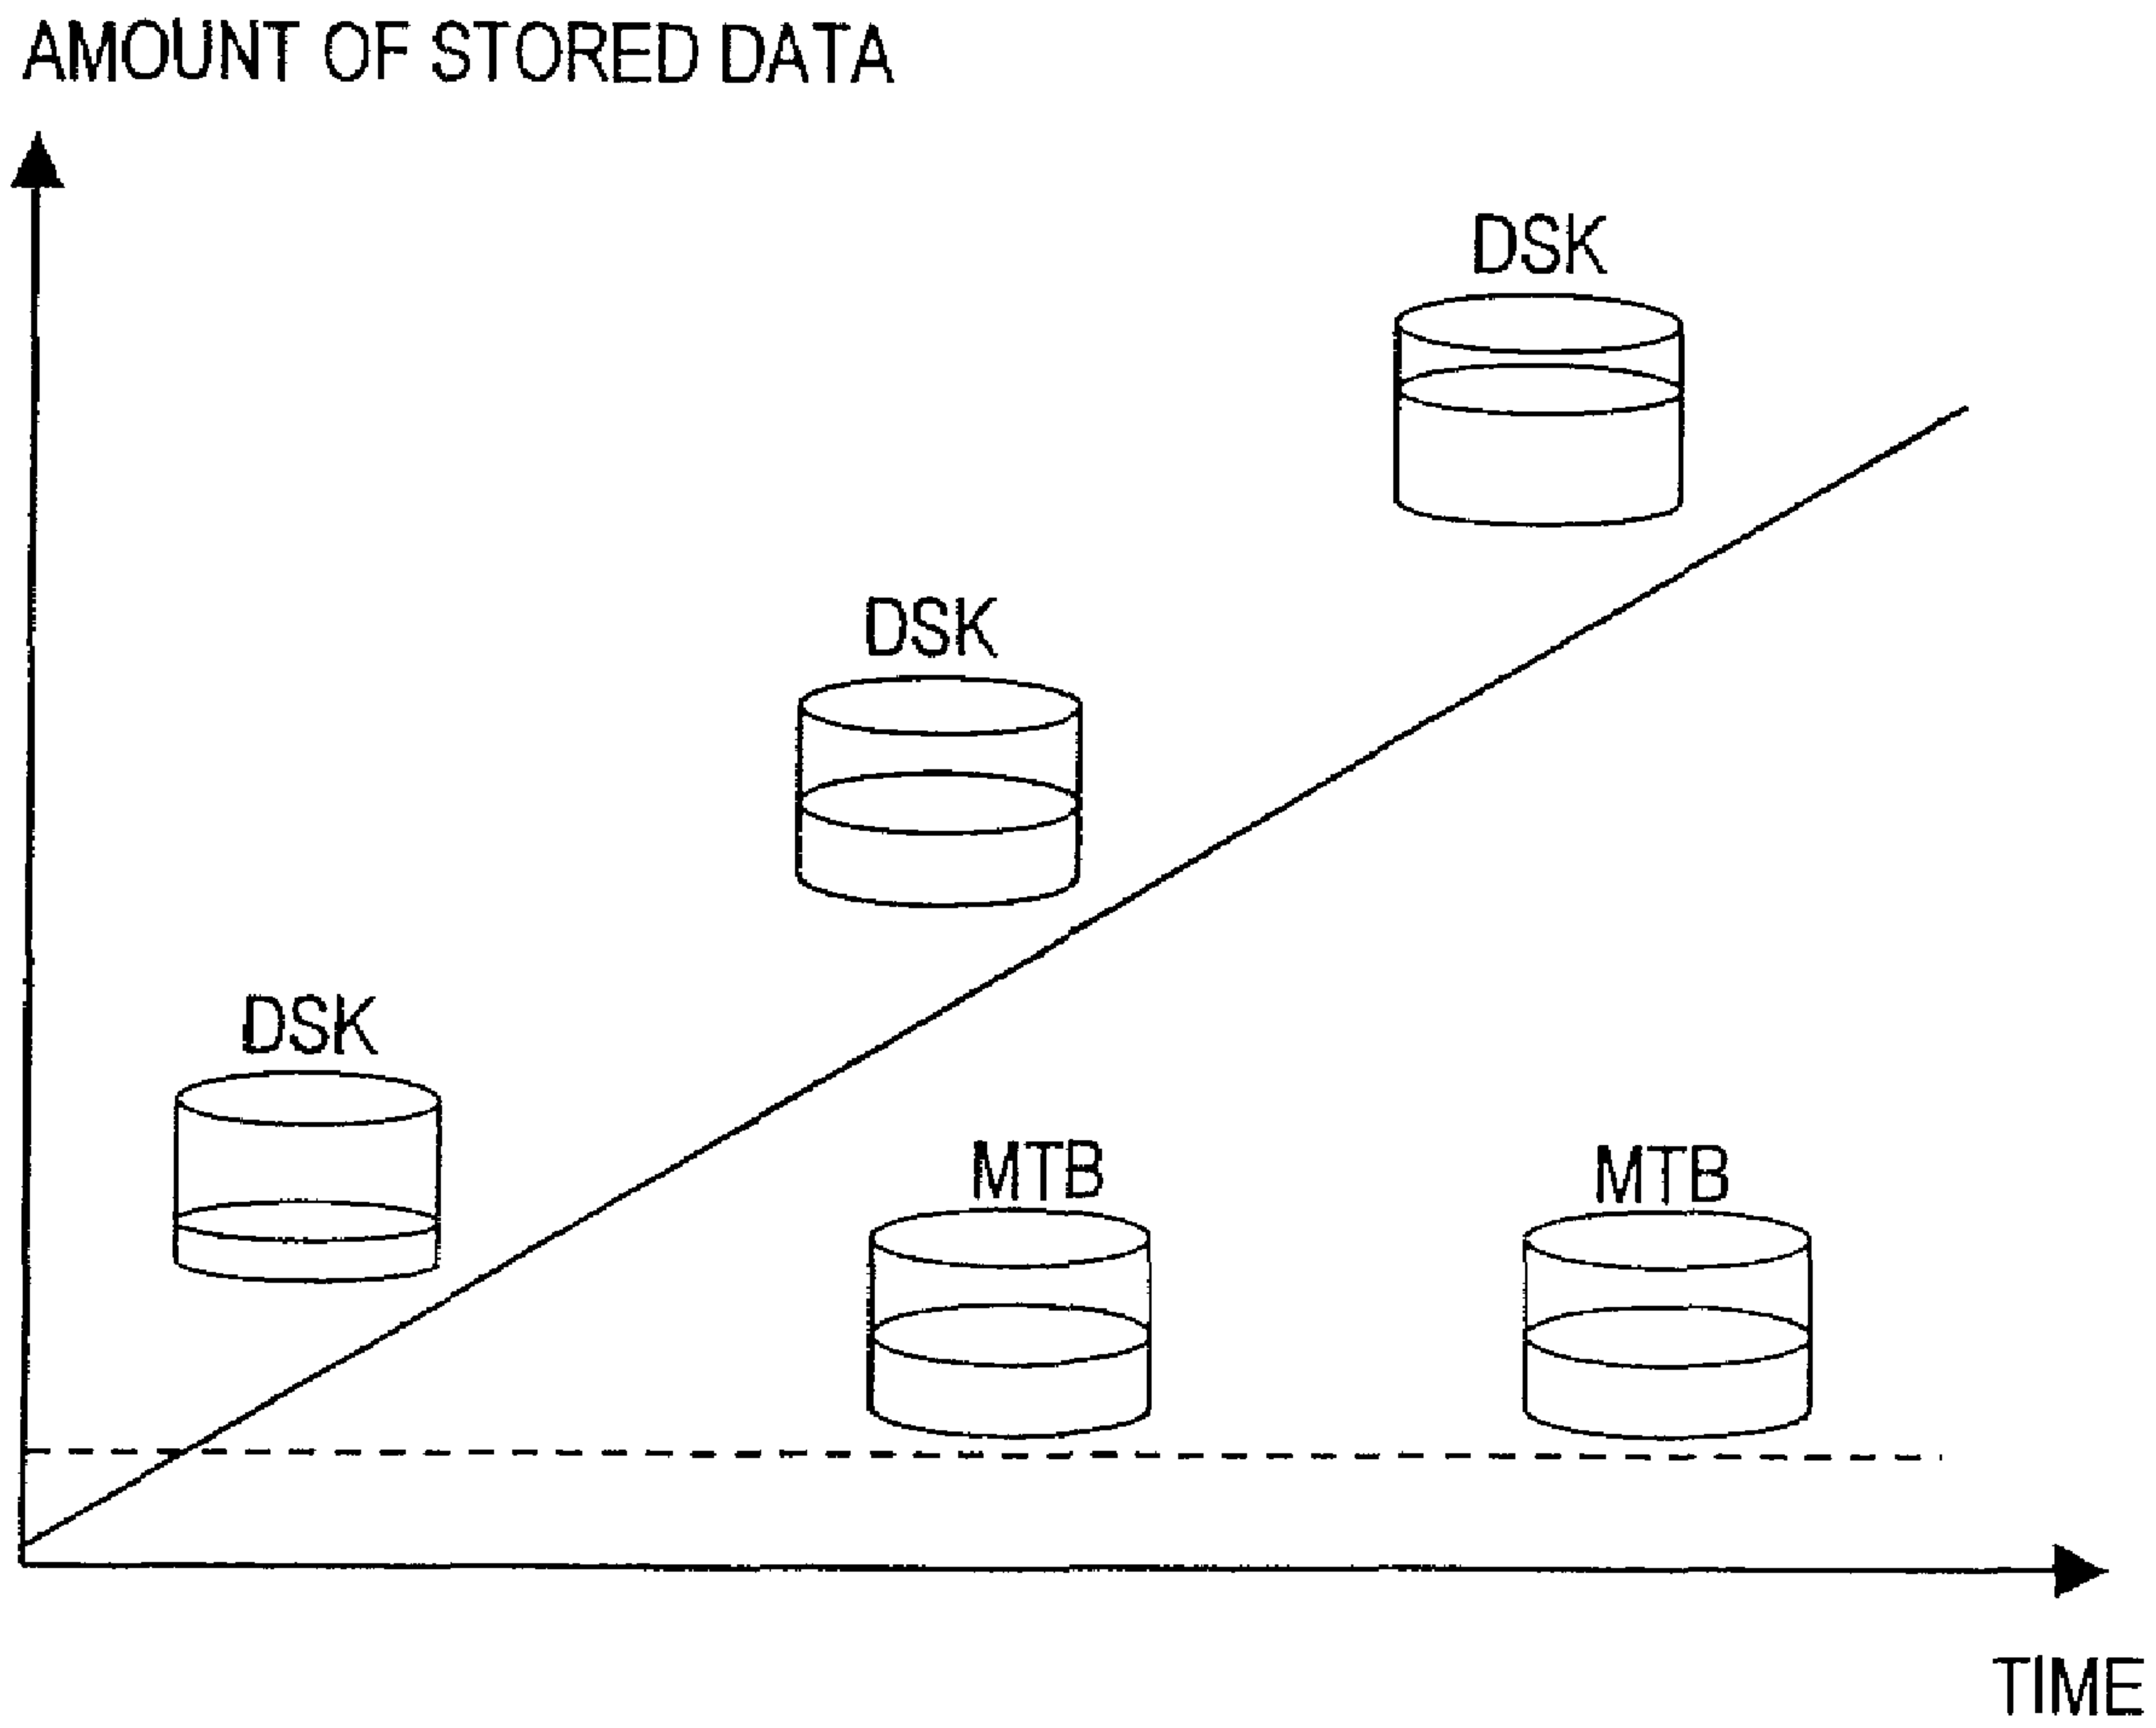 AMOUNT OF STORED DATA
DSK
DSK
DSK
MTB
MTB
TIME